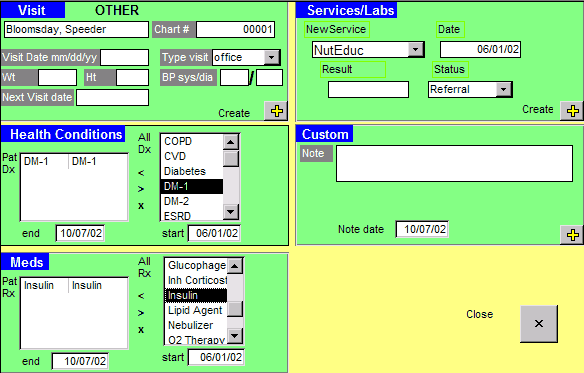 Visit OTHER
Bloomsday, Speeder Chart # 00001
Visit Date mm/dd/yy Type visit office
Wt Ht BP sys/dia /
Next Visit date
Create
Services/Labs
NewService Date
NutEduc 06/01/02
Result Status
Referral
Create
Health Conditions
Pat Dx
DM-1 DM-1
All Dx
<
>
x
COPD
CVD
Diabetes
DM-1
DM-2
ESRD
end 10/07/02 start 06/01/02
Custom
Note
Note date 10/07/02
Meds
Pat Rx
Insulin Insulin
All Rx
<
>
x
Glucophage
Inh Corticost
Insulin
Lipid Agent
Nebulizer
O2 Therapy
end 10/07/02 start 06/01/02
Close ×